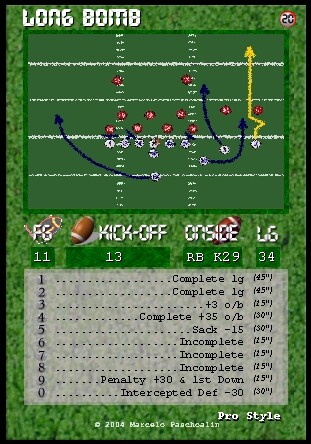 LONG BOMB
20
FG KICK-OFF ONSIDE LG
11 13 RB K29 34
1 ......................Complete lg (45")
2 ......................Complete lg (45")
3 ...........................+3 o/b (15")
4 .................Complete +35 o/b (30")
5 .........................Sack -15 (30")
6 .......................Incomplete (15")
7 .......................Incomplete (15")
8 .......................Incomplete (15")
9 .......Penalty +30 & 1st Down (15")
0 ..........Intercepted Def -30 (30")
Pro Style
© 2004 Marcelo Paschoalin